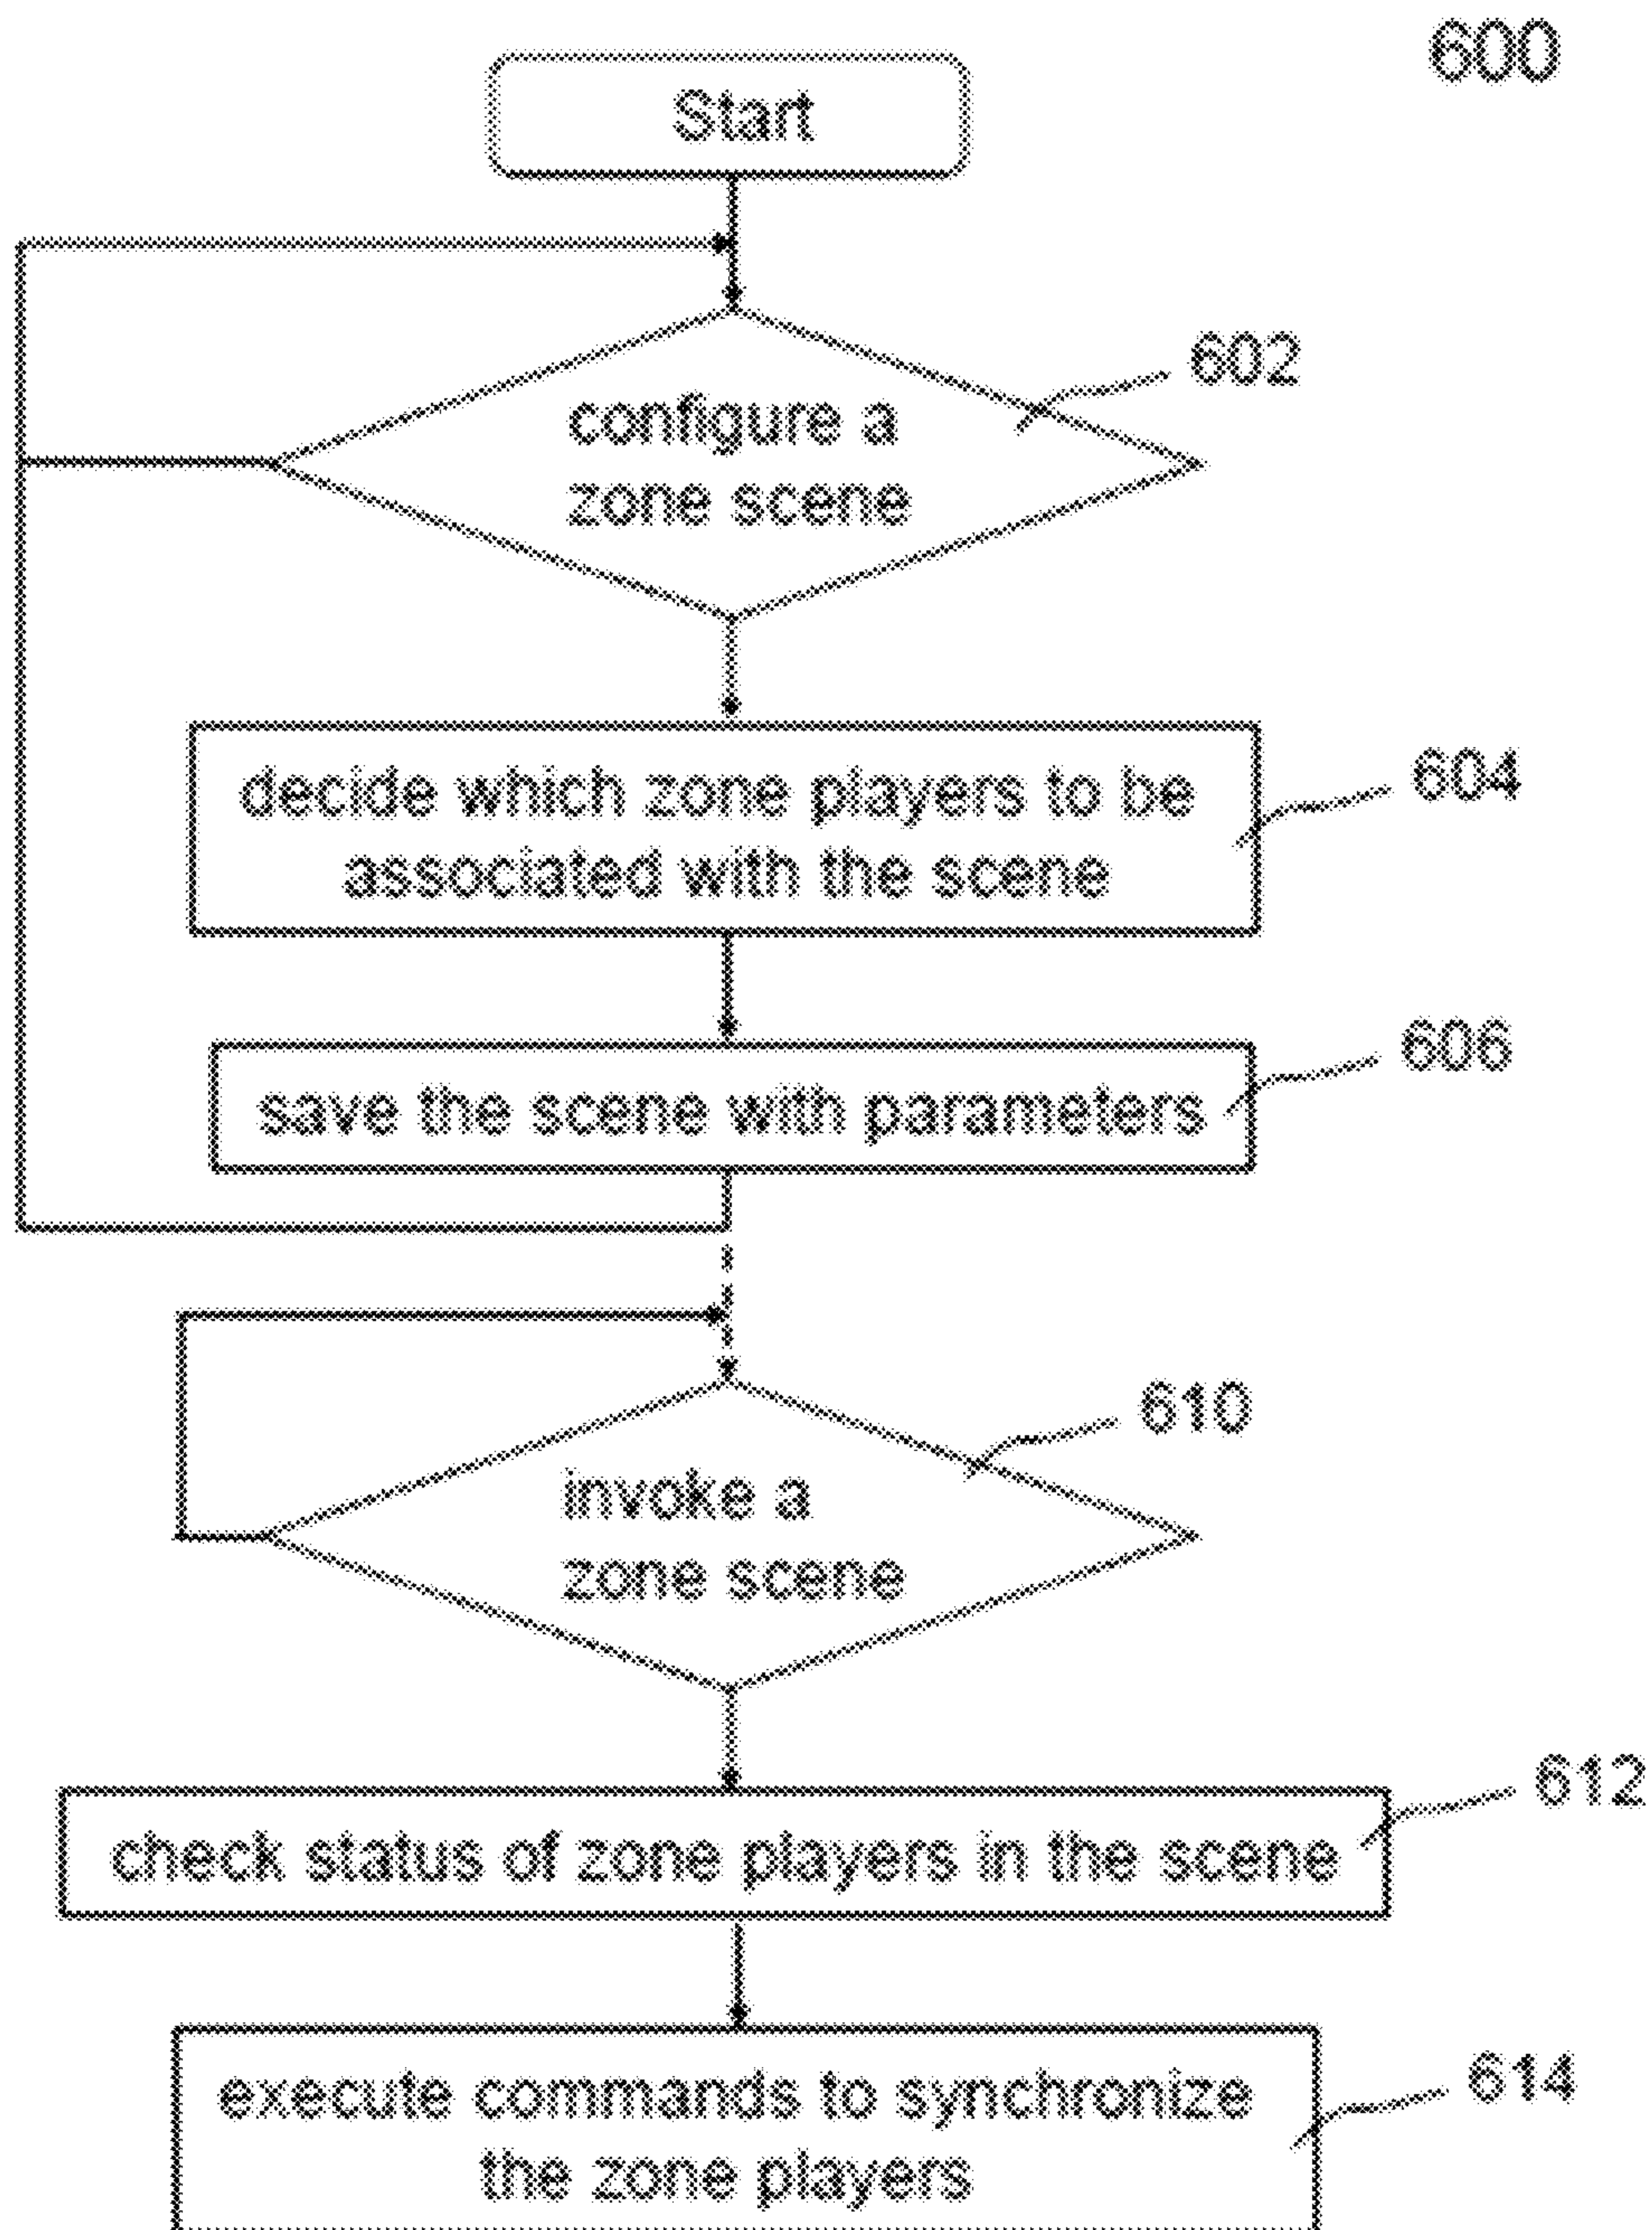 600
Start
602
configure a
zone scene
604
decide which zone players to be
associated with the scene
606
save the scene with parameters
610
invoke a
zone scene
612
check status of zone players in the scene
614
execute commands to synchronize
the zone players